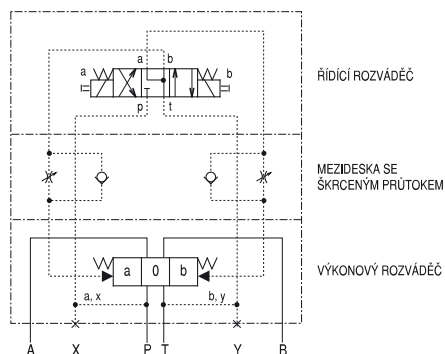 a b
a b
ŘÍDÍCÍ ROZVÁDĚČ
p t
MEZIDESKA SE
ŠKRCENÝM PRŮTOKEM
a 0 b
VÝKONOVÝ ROZVÁDĚČ
a, x b, y
A X P T Y B